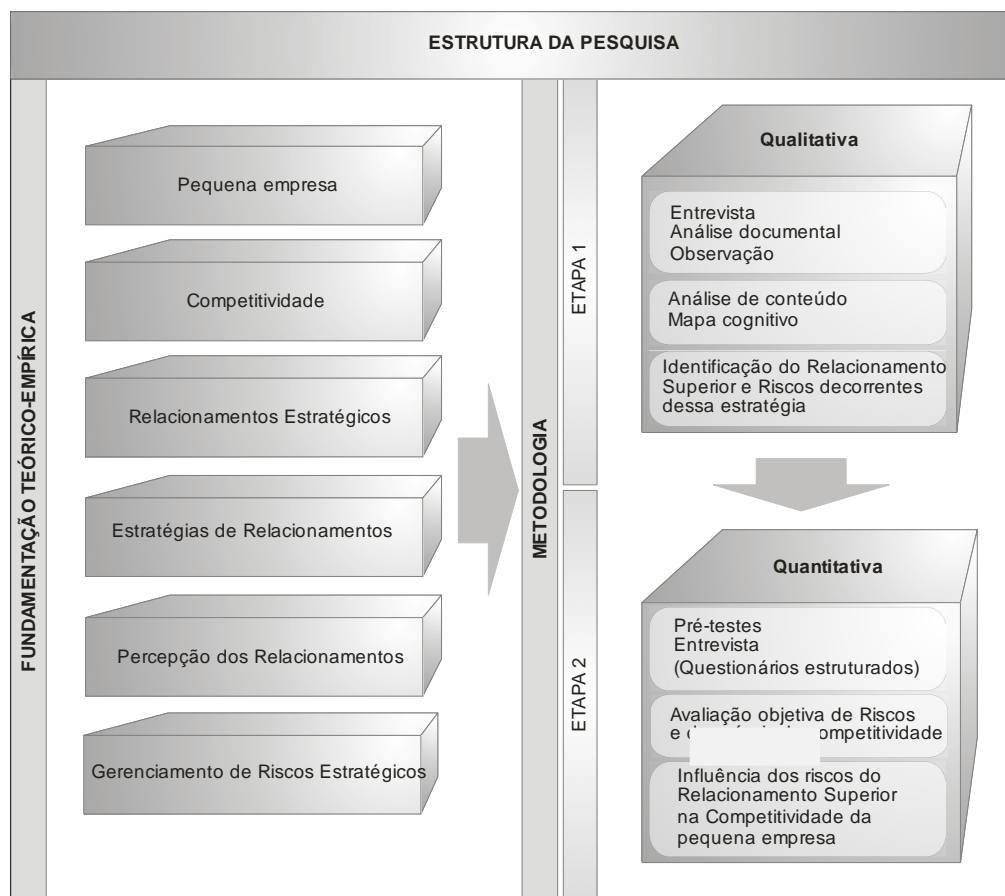 ESTRUTURA DA PESQUISA
FUNDAMENTAÇÃO TEÓRICO-EMPÍRICA
Pequena empresa
Competitividade
Relacionamentos Estratégicos
Estratégias de Relacionamentos
Percepção dos Relacionamentos
Gerenciamento de Riscos Estratégicos
METODOLOGIA
ETAPA 1
Qualitativa
Entrevista
Análise documental
Observação
Análise de conteúdo
Mapa cognitivo
Identificação do Relacionamento
Superior e Riscos decorrentes
dessa estratégia
ETAPA 2
Quantitativa
Pré-testes
Entrevista
(Questionários estruturados)
Avaliação objetiva de Riscos
e ompetitividade
Influência dos riscos do
Relacionamento Superior
na Competitividade da
pequena empresa